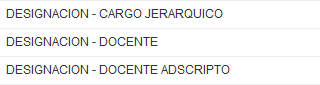 DESIGNACION - CARGO JERARQUICO
DESIGNACION - DOCENTE
DESIGNACION - DOCENTE ADSCRIPTO